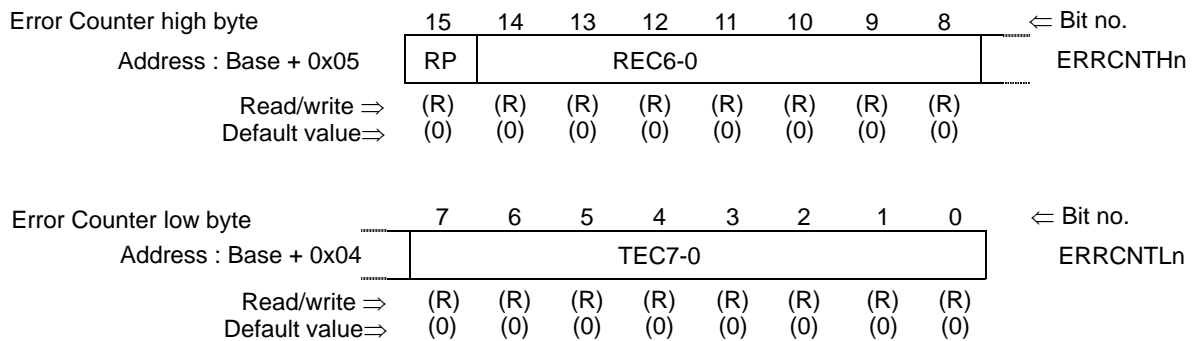 Error Counter high byte 15 14 13 12 11 10 9 8 ⇐ Bit no.
Address : Base + 0x05 RP REC6-0 ERRCNTHn
Read/write ⇒ (R) (R) (R) (R) (R) (R) (R) (R)
Default value⇒ (0) (0) (0) (0) (0) (0) (0) (0)
Error Counter low byte 7 6 5 4 3 2 1 0 ⇐ Bit no.
Address : Base + 0x04 TEC7-0 ERRCNTLn
Read/write ⇒ (R) (R) (R) (R) (R) (R) (R) (R)
Default value⇒ (0) (0) (0) (0) (0) (0) (0) (0)